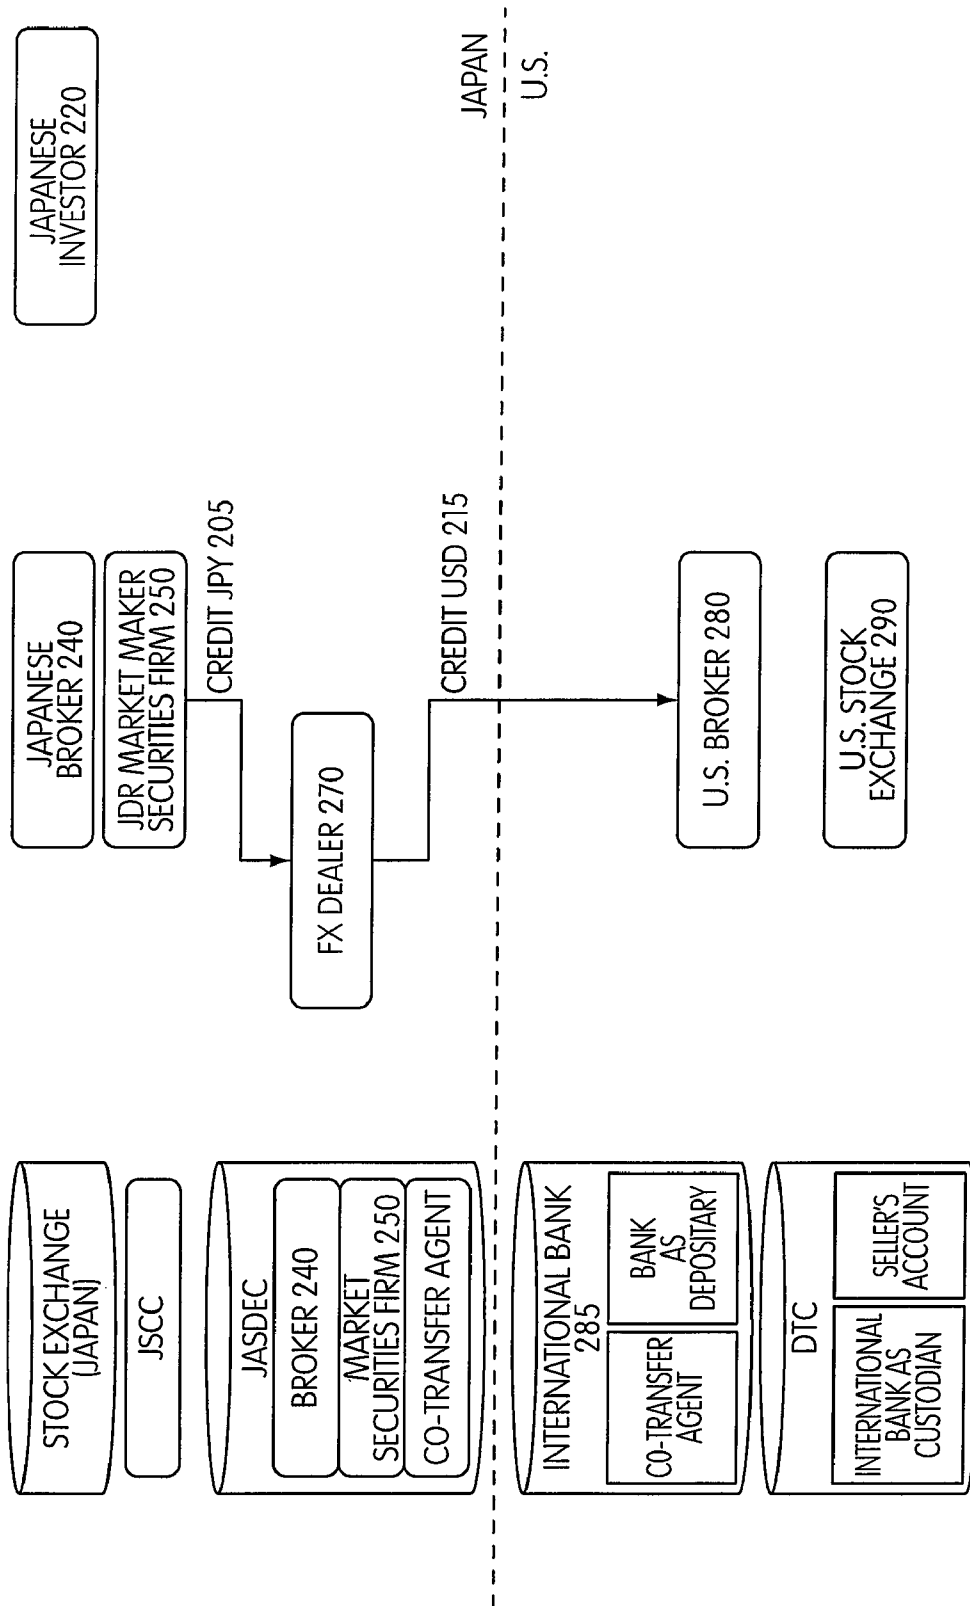 STOCK EXCHANGE
(JAPAN)
JSCC
JASDEC
BROKER 240
MARKET
SECURITIES FIRM 250
CO-TRANSFER AGENT
INTERNATIONAL BANK
285
CO-TRANSFER
AGENT
BANK
AS
DEPOSITARY
DTC
INTERNATIONAL
BANK AS
CUSTODIAN
SELLER'S
ACCOUNT
JAPANESE
BROKER 240
JDR MARKET MAKER
SECURITIES FIRM 250
CREDIT JPY 205
FX DEALER 270
CREDIT USD 215
U.S. BROKER 280
U.S. STOCK
EXCHANGE 290
JAPANESE
INVESTOR 220
JAPAN
U.S.